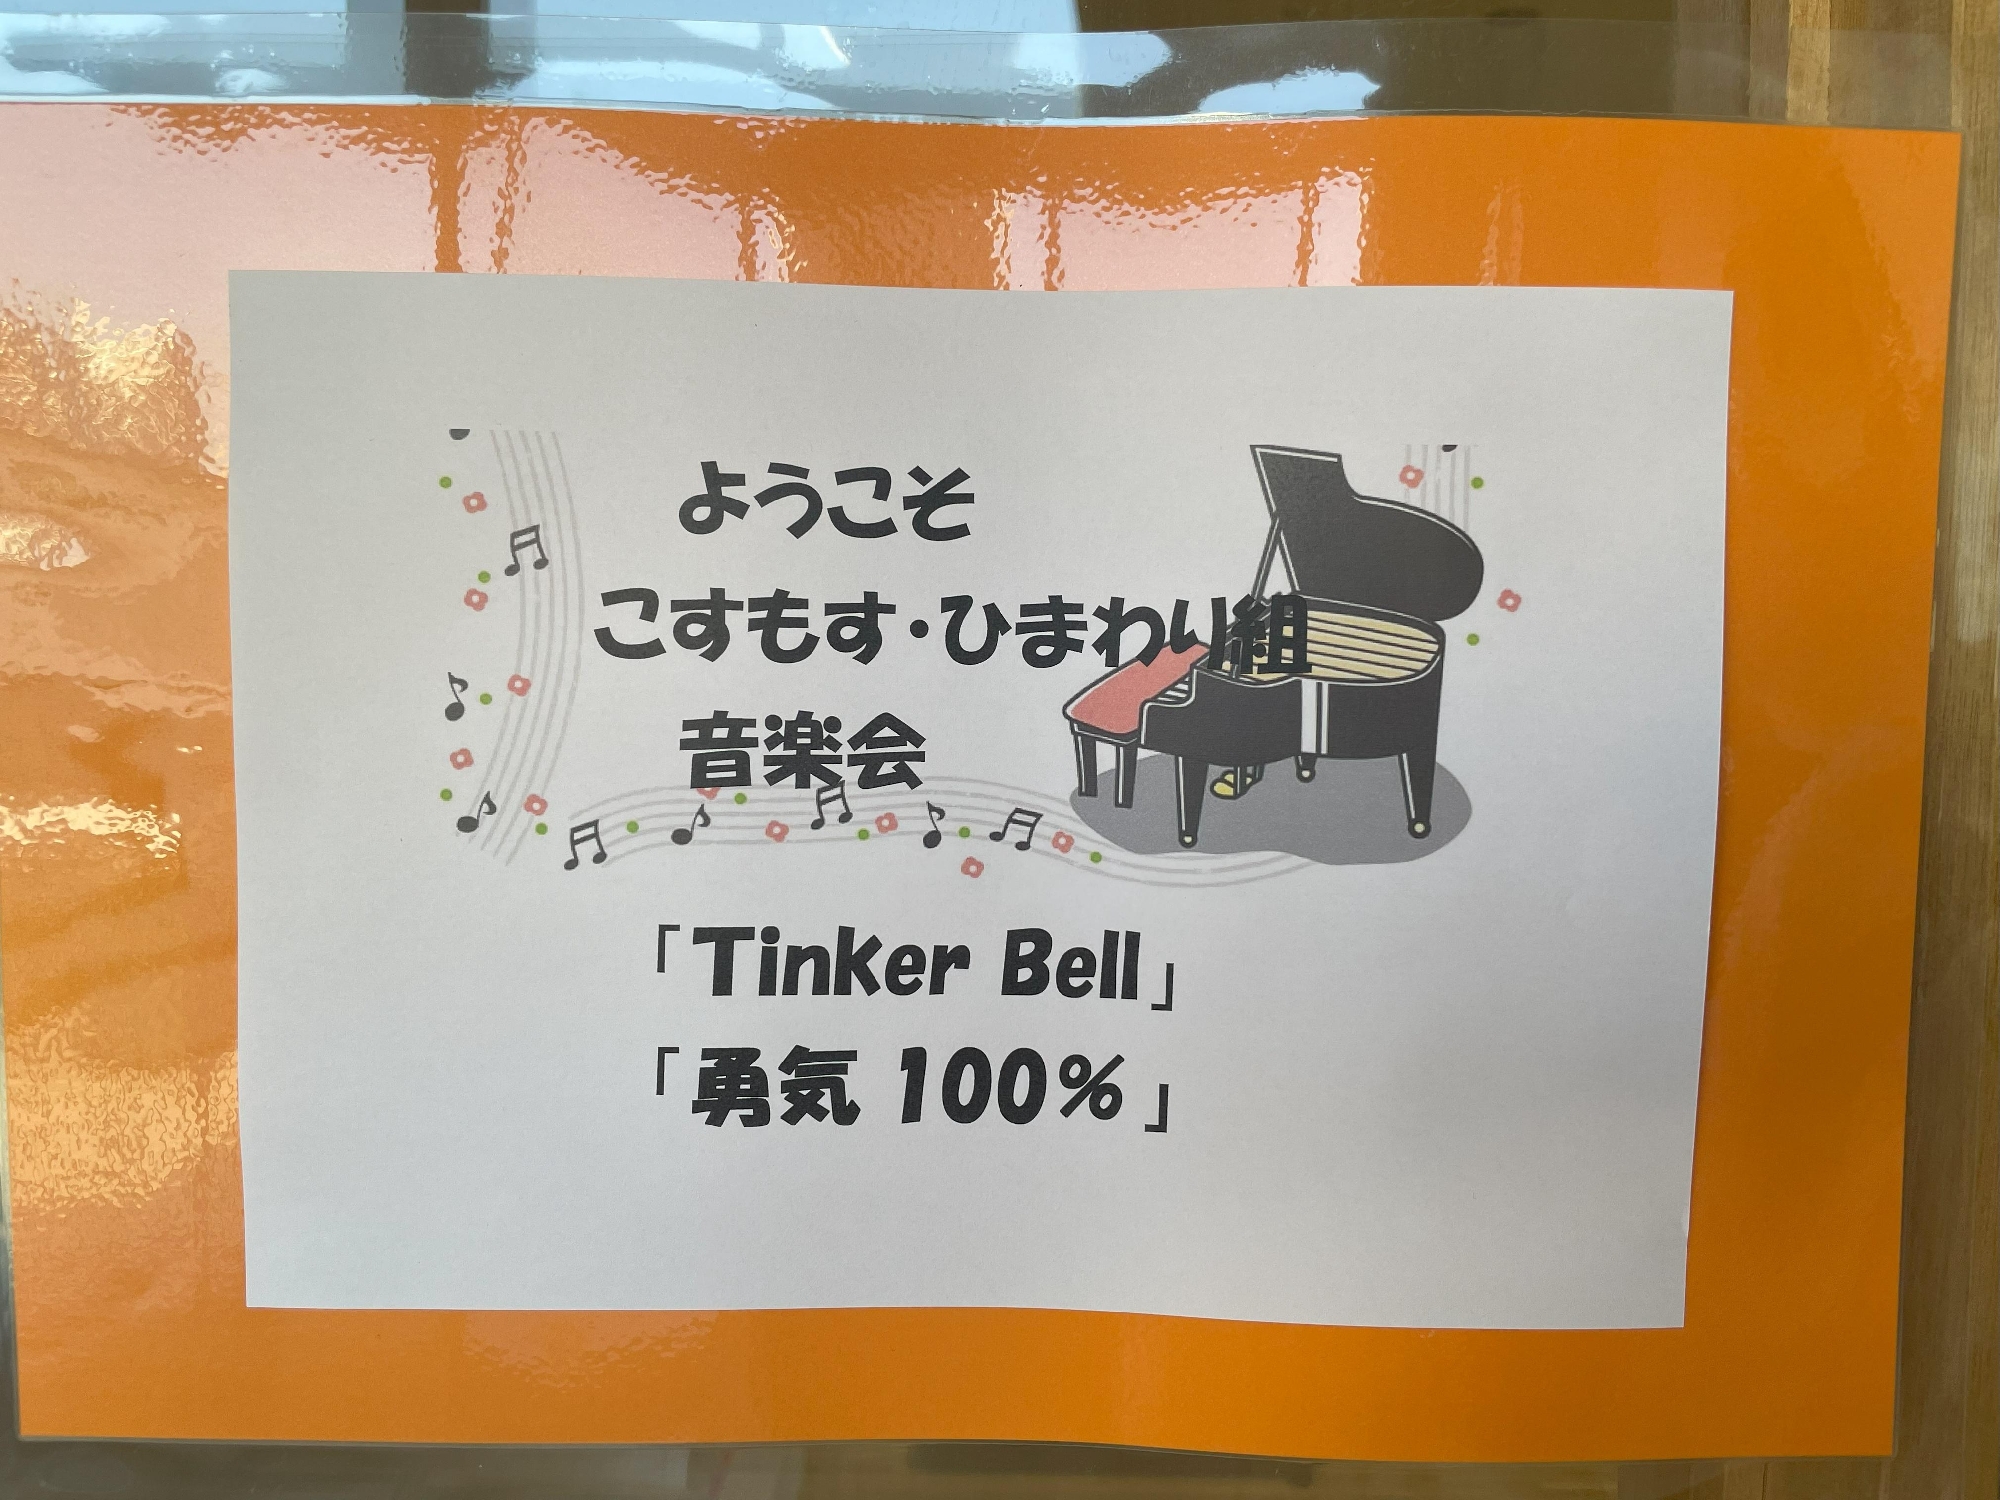 ようこそ
こすもす・ひまわり組
音楽会
「Tinker Bell」
「勇気 100%」